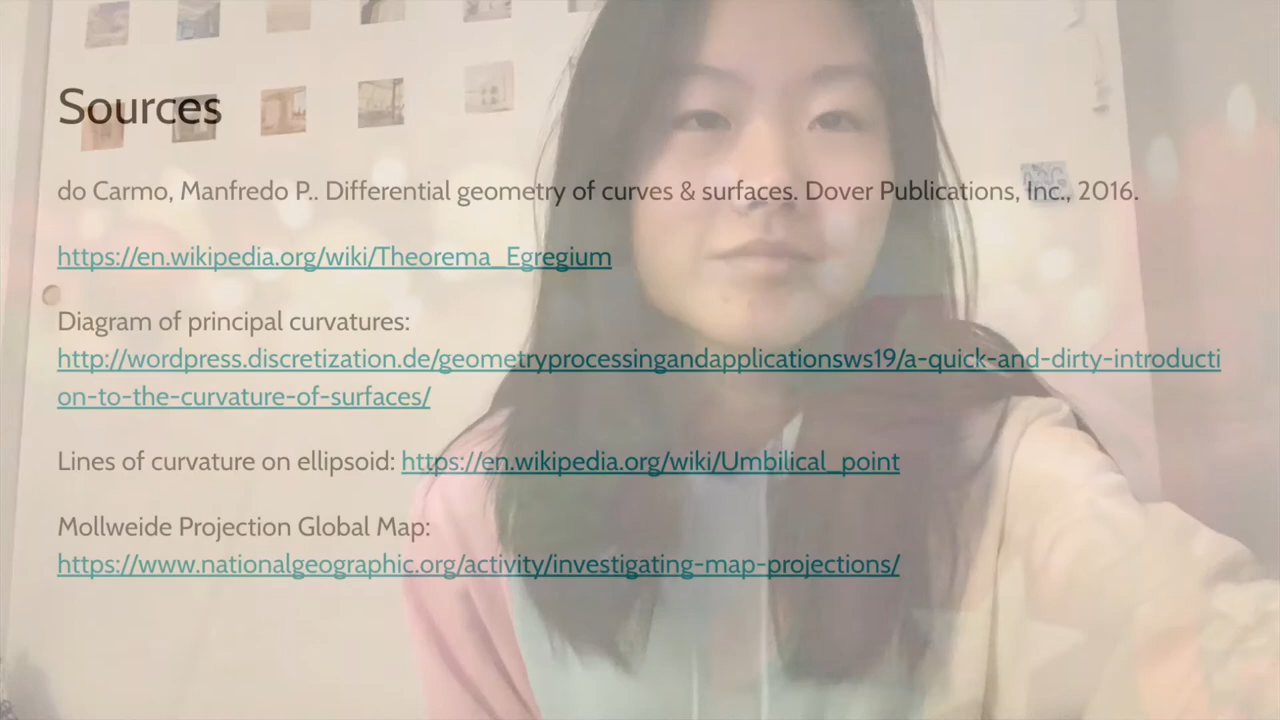 Sources
do Carmo, Manfredo P.. Differential geometry of curves & surfaces. Dover Publications, Inc., 2016.
https://en.wikipedia.org/wiki/Theorema_Egregium
Diagram of principal curvatures:
http://wordpress.discretization.de/geometryprocessingandapplicationsws19/a-quick-and-dirty-introducti
on-to-the-curvature-of-surfaces/
Lines of curvature on ellipsoid: https://en.wikipedia.org/wiki/Umbilical_point
Mollweide Projection Global Map:
https://www.nationalgeographic.org/activity/investigating-map-projections/